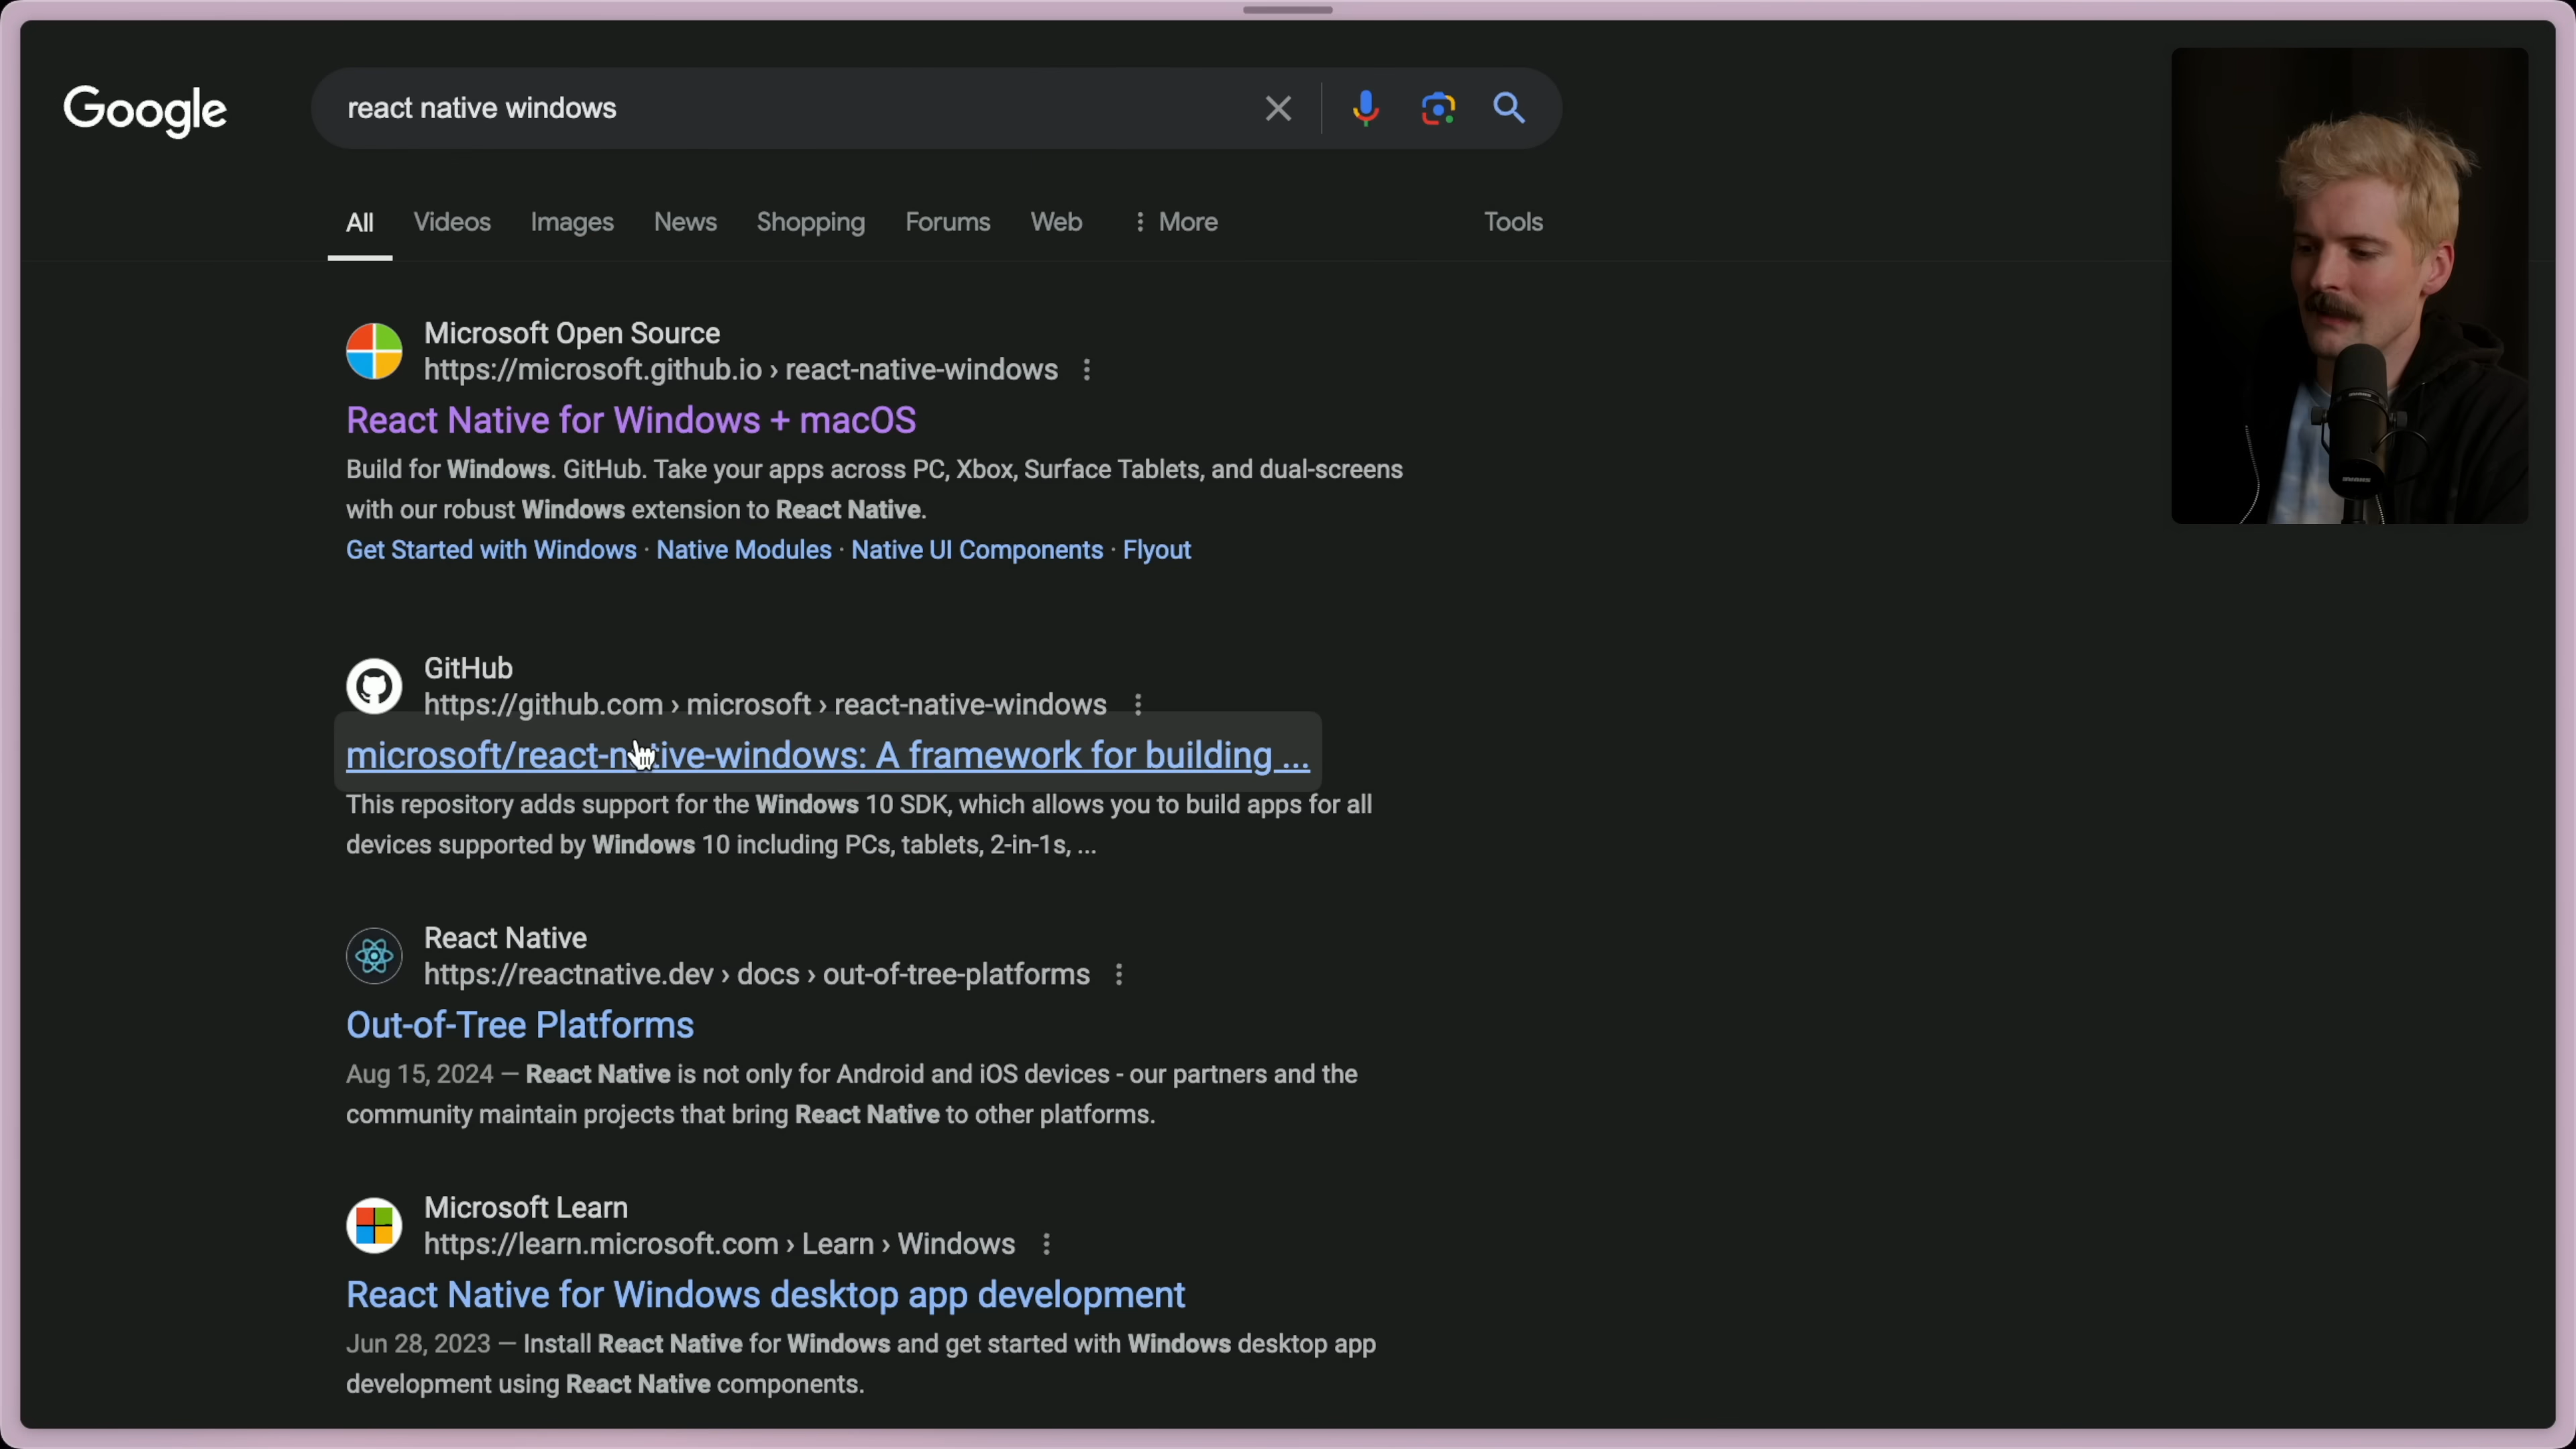 Google
react native windows
All Videos Images News Shopping Forums Web More Tools
Microsoft Open Source
https://microsoft.github.io › react-native-windows
React Native for Windows + macOS
Build for Windows. GitHub. Take your apps across PC, Xbox, Surface Tablets, and dual-screens
with our robust Windows extension to React Native.
Get Started with Windows · Native Modules · Native UI Components · Flyout
GitHub
https://github.com › microsoft › react-native-windows
microsoft/react-native-windows: A framework for building ...
This repository adds support for the Windows 10 SDK, which allows you to build apps for all
devices supported by Windows 10 including PCs, tablets, 2-in-1s, ...
React Native
https://reactnative.dev › docs › out-of-tree-platforms
Out-of-Tree Platforms
Aug 15, 2024 — React Native is not only for Android and iOS devices - our partners and the
community maintain projects that bring React Native to other platforms.
Microsoft Learn
https://learn.microsoft.com › Learn › Windows
React Native for Windows desktop app development
Jun 28, 2023 — Install React Native for Windows and get started with Windows desktop app
development using React Native components.